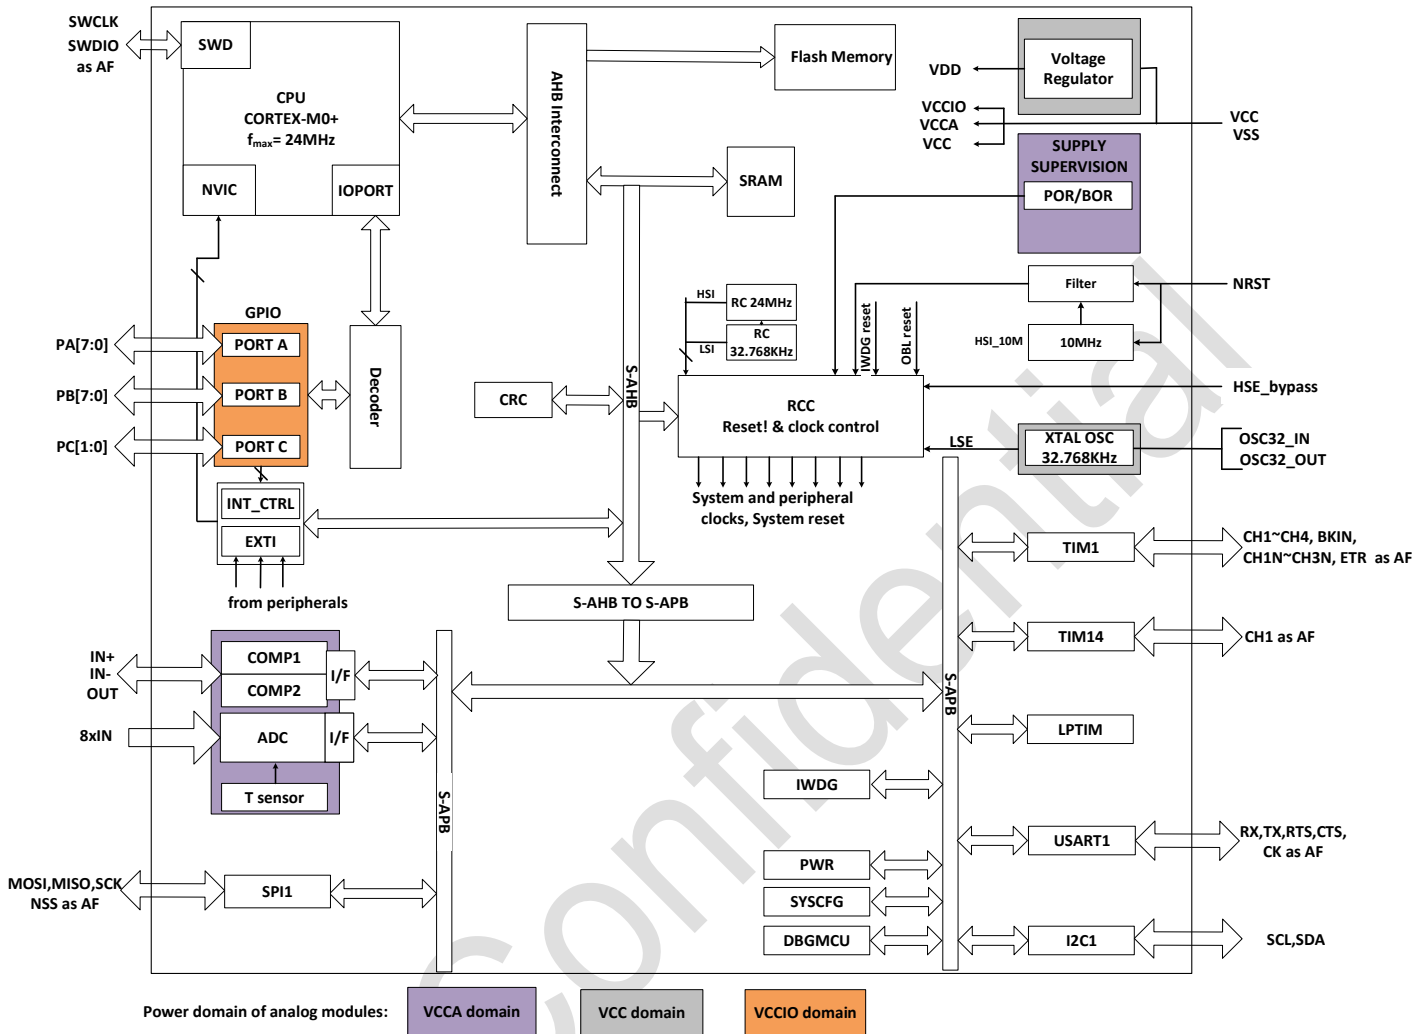 SWCLK
SWDIO
as AF
SWD
CPU
CORTEX-M0+
fmax= 24MHz
NVIC
IOPORT
AHB Interconnect
Flash Memory
SRAM
Voltage
Regulator
VDD
VCCIO
VCCA
VCC
VCC
VSS
SUPPLY
SUPERVISION
POR/BOR
Filter
NRST
HSI_10M
10MHz
HSI
RC 24MHz
LSI
RC
32.768KHz
IWDG reset
OBL reset
GPIO
PA[7:0]
PORT A
PB[7:0]
PORT B
PC[1:0]
PORT C
Decoder
CRC
S-AHB
RCC
Reset! & clock control
HSE_bypass
LSE
XTAL OSC
32.768KHz
OSC32_IN
OSC32_OUT
System and peripheral
clocks, System reset
INT_CTRL
EXTI
from peripherals
S-AHB TO S-APB
TIM1
CH1~CH4, BKIN,
CH1N~CH3N, ETR as AF
TIM14
CH1 as AF
IN+
IN-
OUT
COMP1
COMP2
I/F
8xIN
ADC
I/F
T sensor
S-APB
S-APB
LPTIM
IWDG
USART1
RX,TX,RTS,CTS,
CK as AF
PWR
SYSCFG
DBGMCU
MOSI,MISO,SCK
NSS as AF
SPI1
I2C1
SCL,SDA
Confidential
Power domain of analog modules:
VCCA domain
VCC domain
VCCIO domain